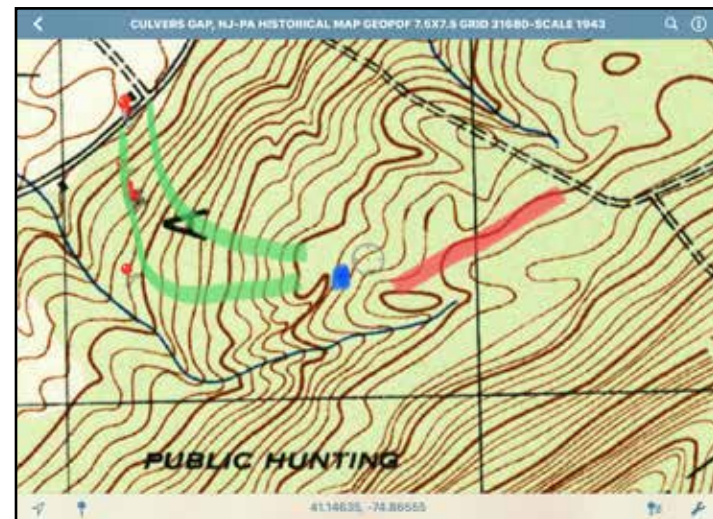 CULVERS GAP, NJ-PA HISTORICAL MAP GEOPDF 7.5X7.5 GRID 31680-SCALE 1943
PUBLIC HUNTING
41.14635, -74.86555